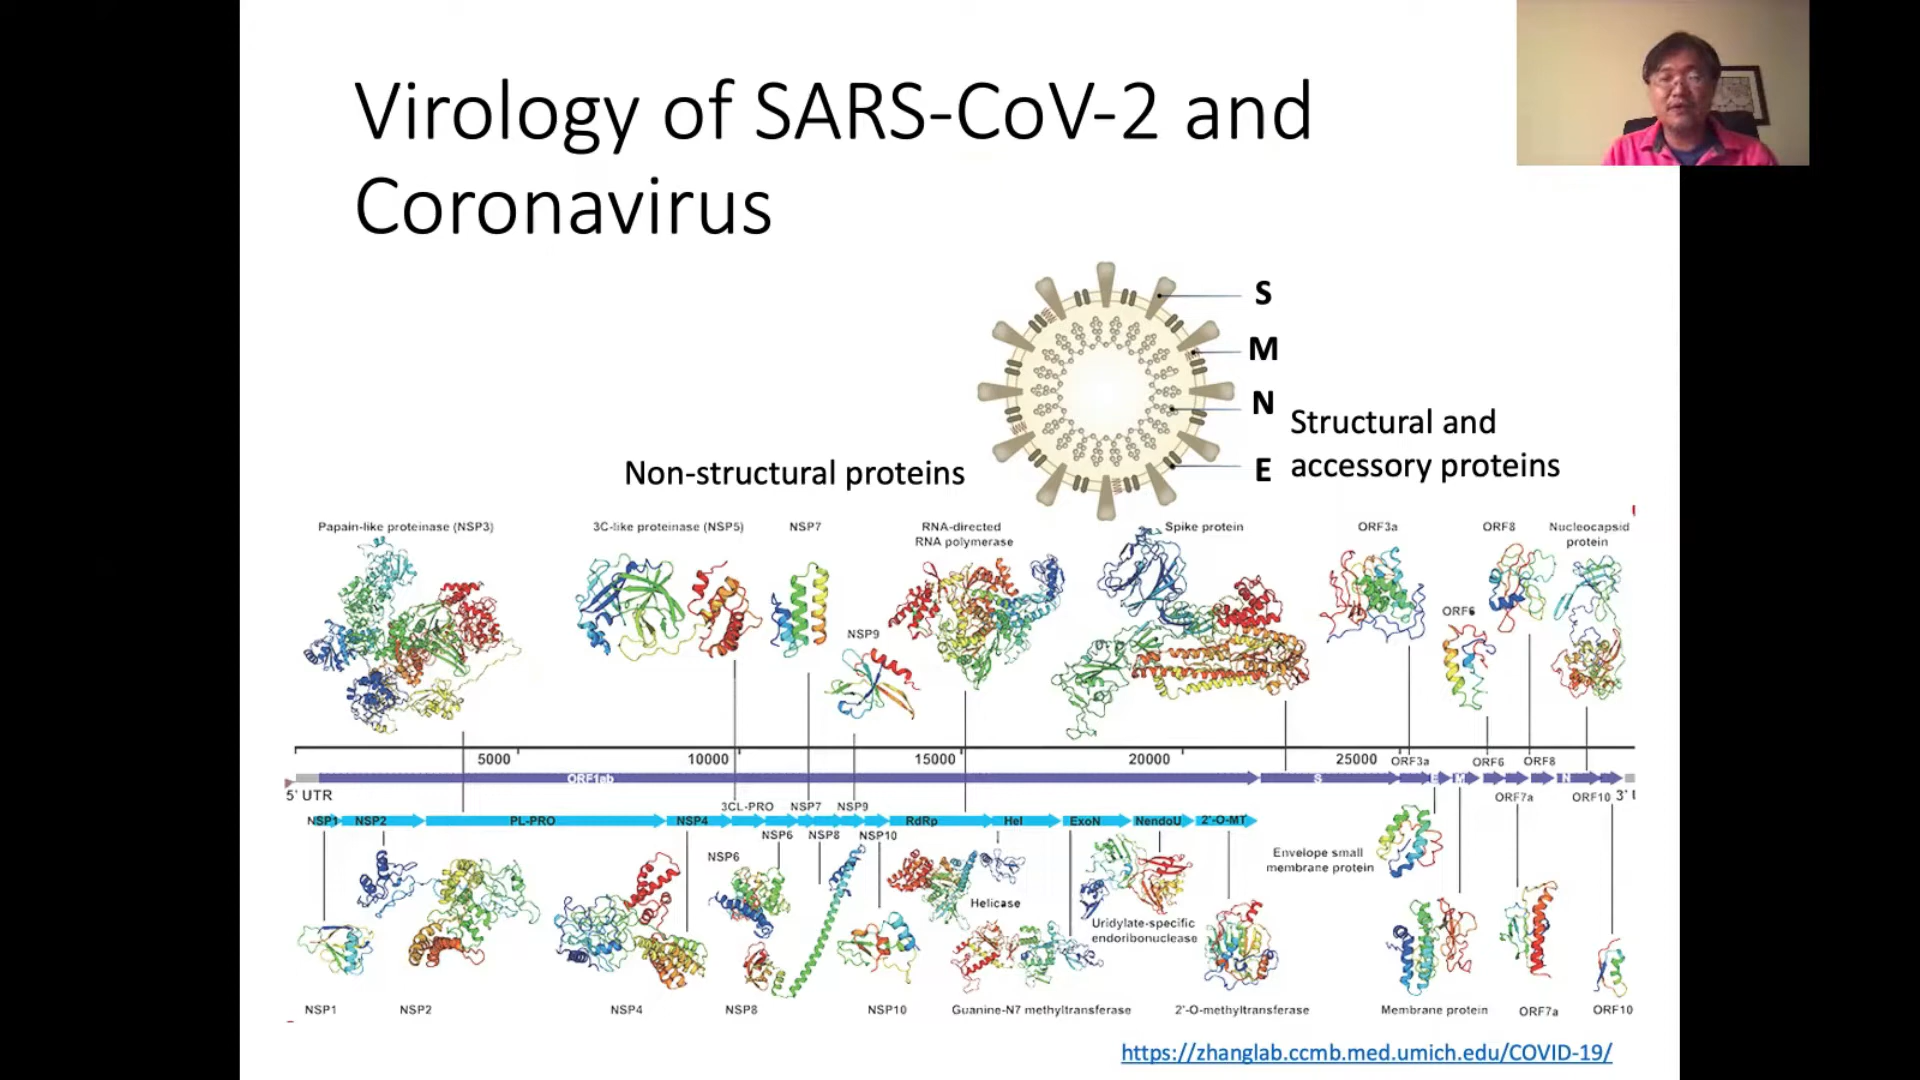 Virology of SARS-CoV-2 and
Coronavirus
S
M
N
E
Structural and
accessory proteins
Non-structural proteins
Papain-like proteinase (NSP3)
3C-like proteinase (NSP5)
NSP7
RNA-directed
RNA polymerase
Spike protein
ORF3a
ORF8
Nucleocapsid
protein
ORF6
NSP9
5000
10000
15000
20000
25000
ORF3a
ORF6
ORF8
ORF1ab
S
E
M
N
5' UTR
3'
ORF7a
ORF10
3CL-PRO
NSP7
NSP9
NSP1
NSP2
PL-PRO
NSP4
RdRp
Hel
ExoN
NendoU
2'-O-MT
NSP6
NSP8
NSP10
NSP6
Envelope small
membrane protein
Helicase
Uridylate-specific
endoribonuclease
NSP1
NSP2
NSP4
NSP8
NSP10
Guanine-N7 methyltransferase
2'-O-methyltransferase
Membrane protein
ORF7a
ORF10
https://zhanglab.ccmb.med.umich.edu/COVID-19/